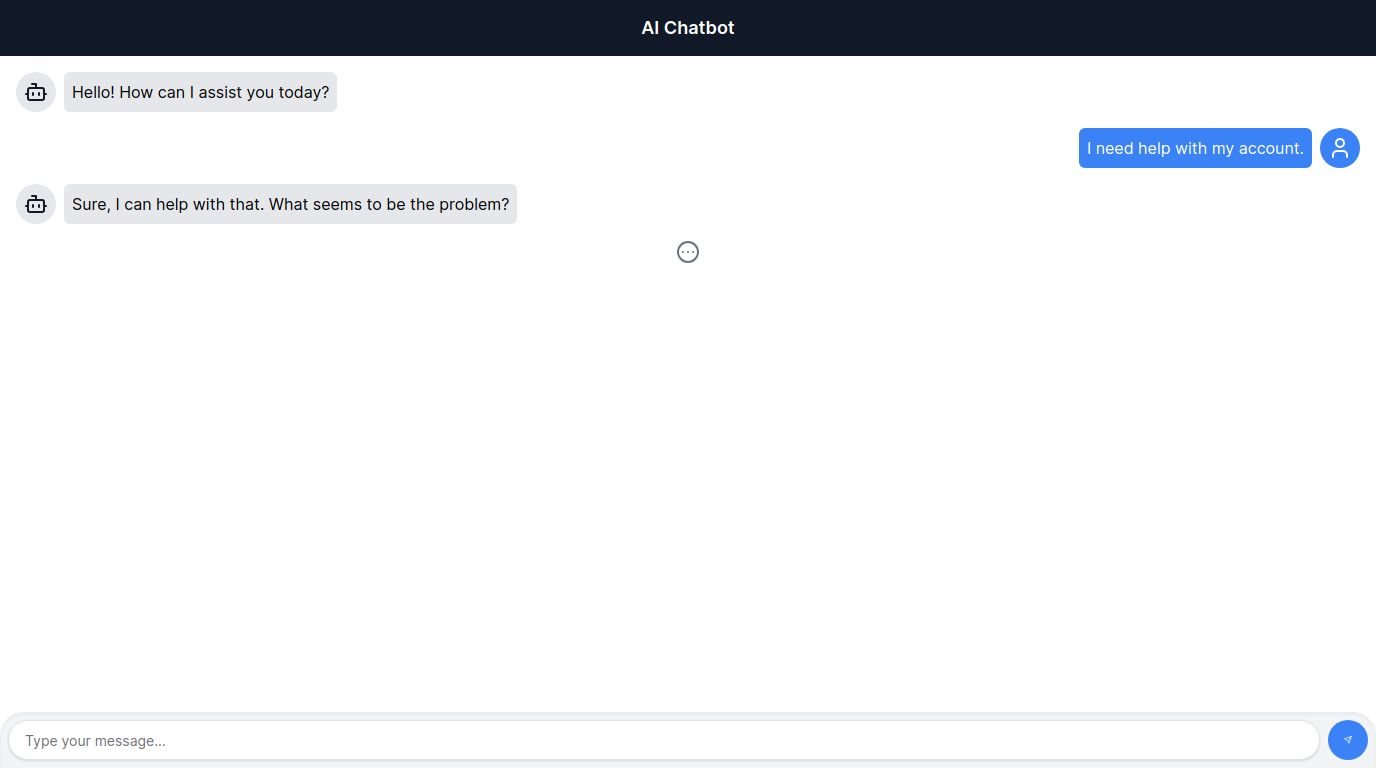 AI Chatbot
Hello! How can I assist you today?
I need help with my account.
Sure, I can help with that. What seems to be the problem?
Type your message...